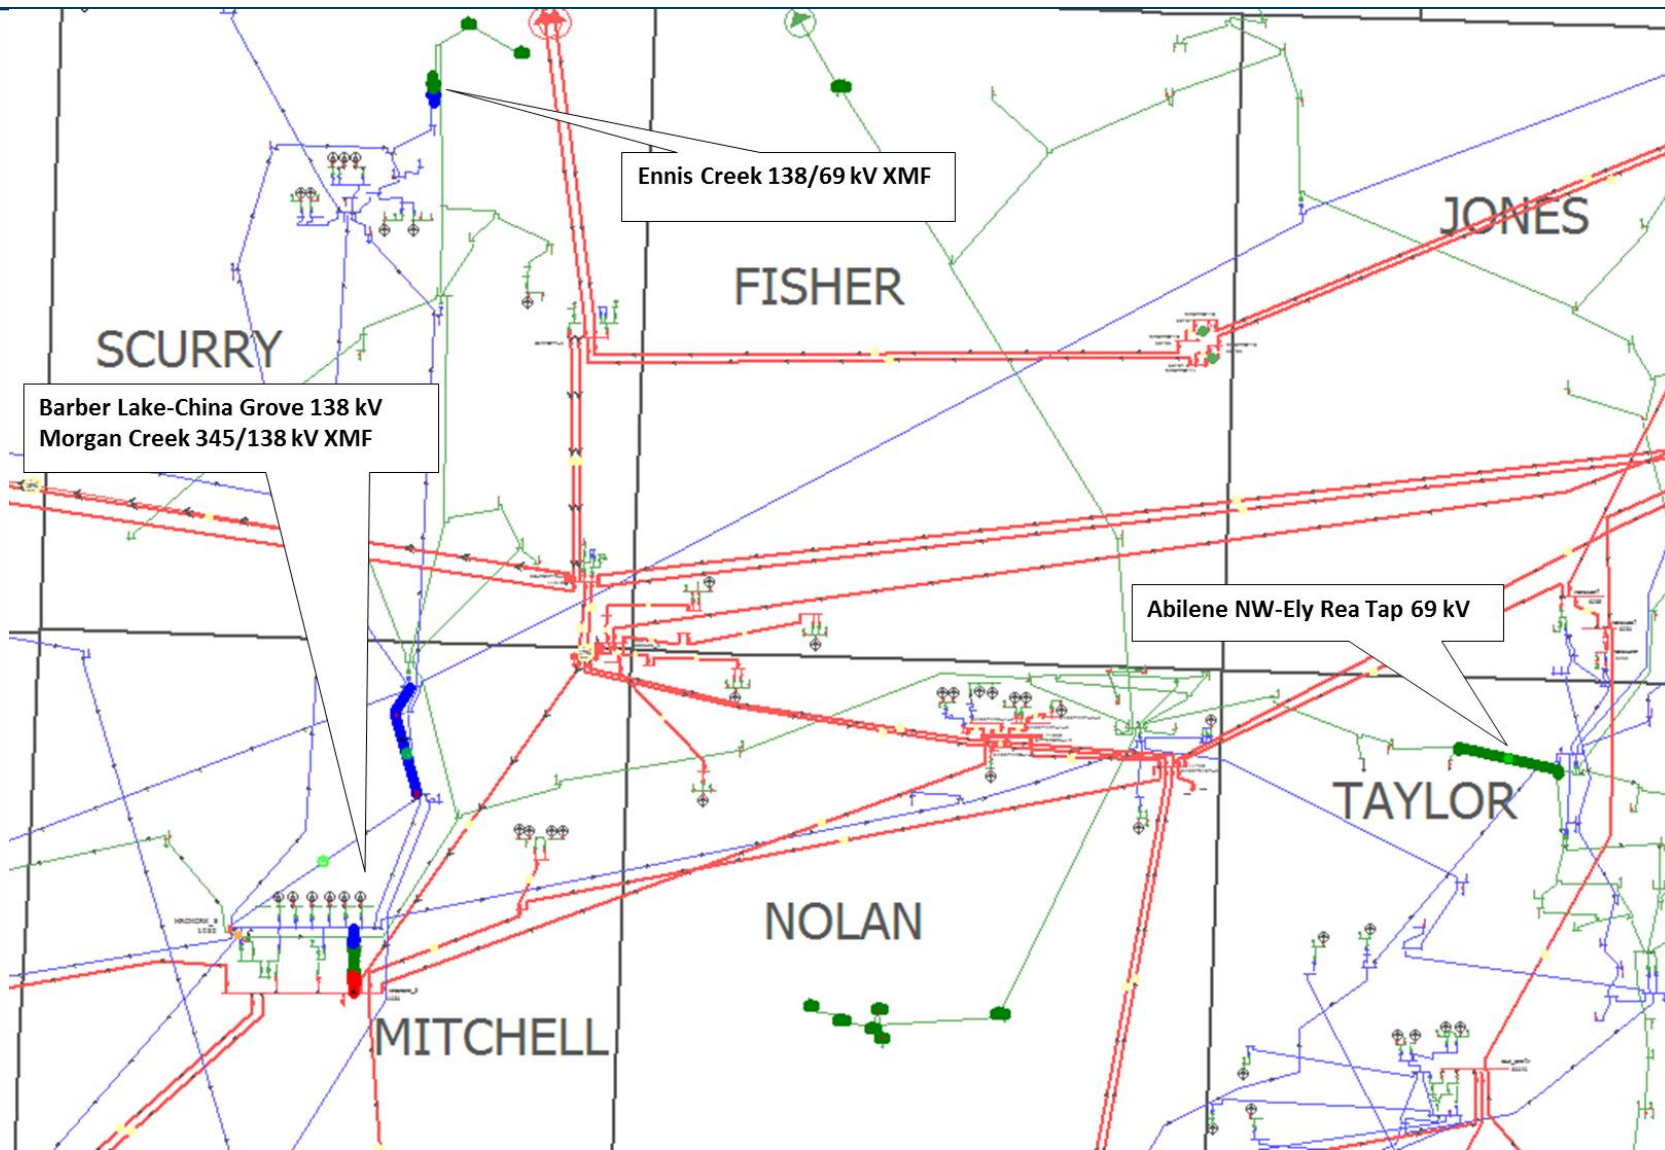 Ennis Creek 138/69 kV XMF
JONES
FISHER
SCURRY
Barber Lake-China Grove 138 kV
Morgan Creek 345/138 kV XMF
Abilene NW-Ely Rea Tap 69 kV
TAYLOR
NOLAN
MITCHELL